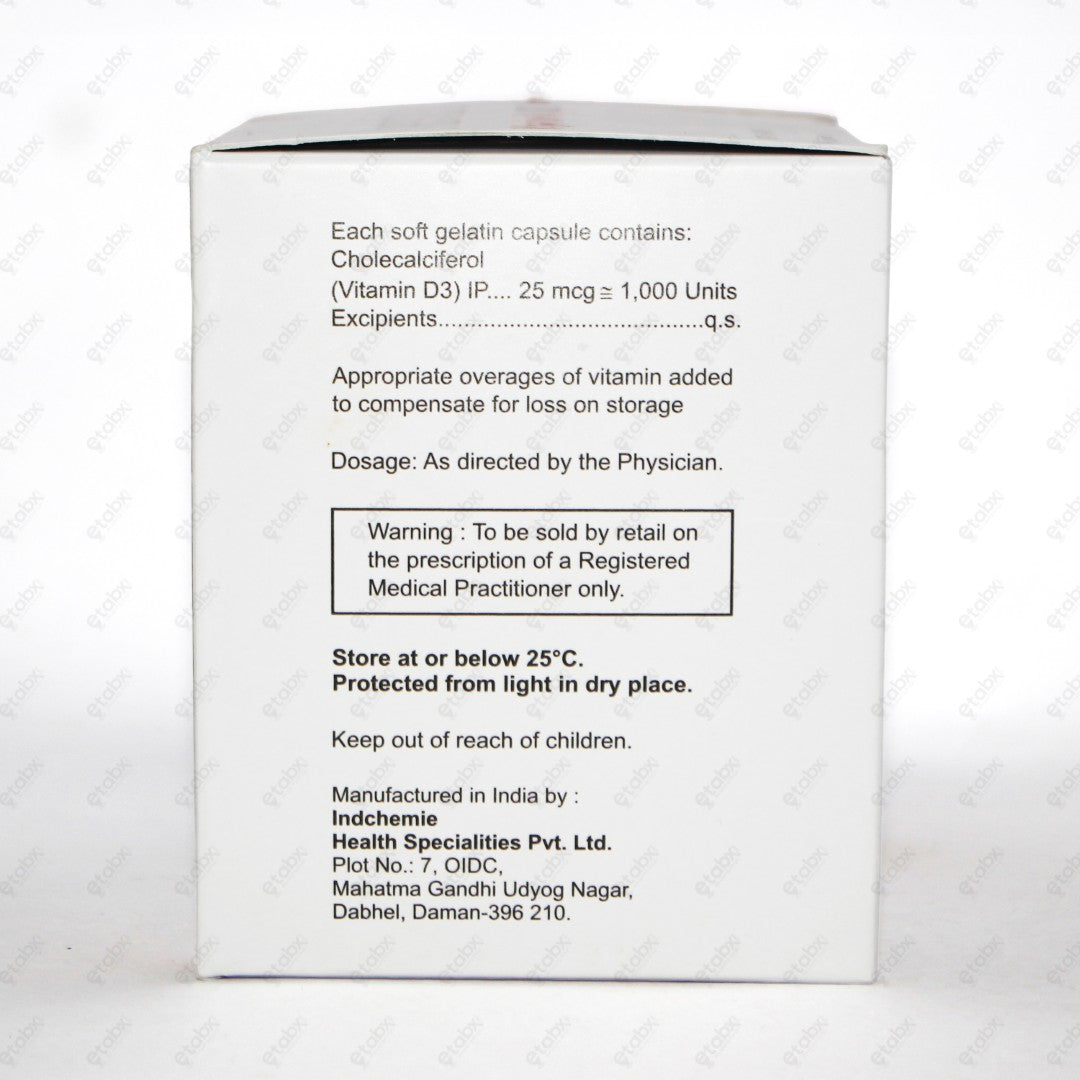 Each soft gelatin capsule contains:
Cholecalciferol
(Vitamin D3) IP.... 25 mcg ≅ 1,000 Units
Excipients..........................................q.s.
Appropriate overages of vitamin added
to compensate for loss on storage
Dosage: As directed by the Physician.
Warning : To be sold by retail on
the prescription of a Registered
Medical Practitioner only.
Store at or below 25°C.
Protected from light in dry place.
Keep out of reach of children.
Manufactured in India by :
Indchemie
Health Specialities Pvt. Ltd.
Plot No.: 7, OIDC,
Mahatma Gandhi Udyog Nagar,
Dabhel, Daman-396 210.